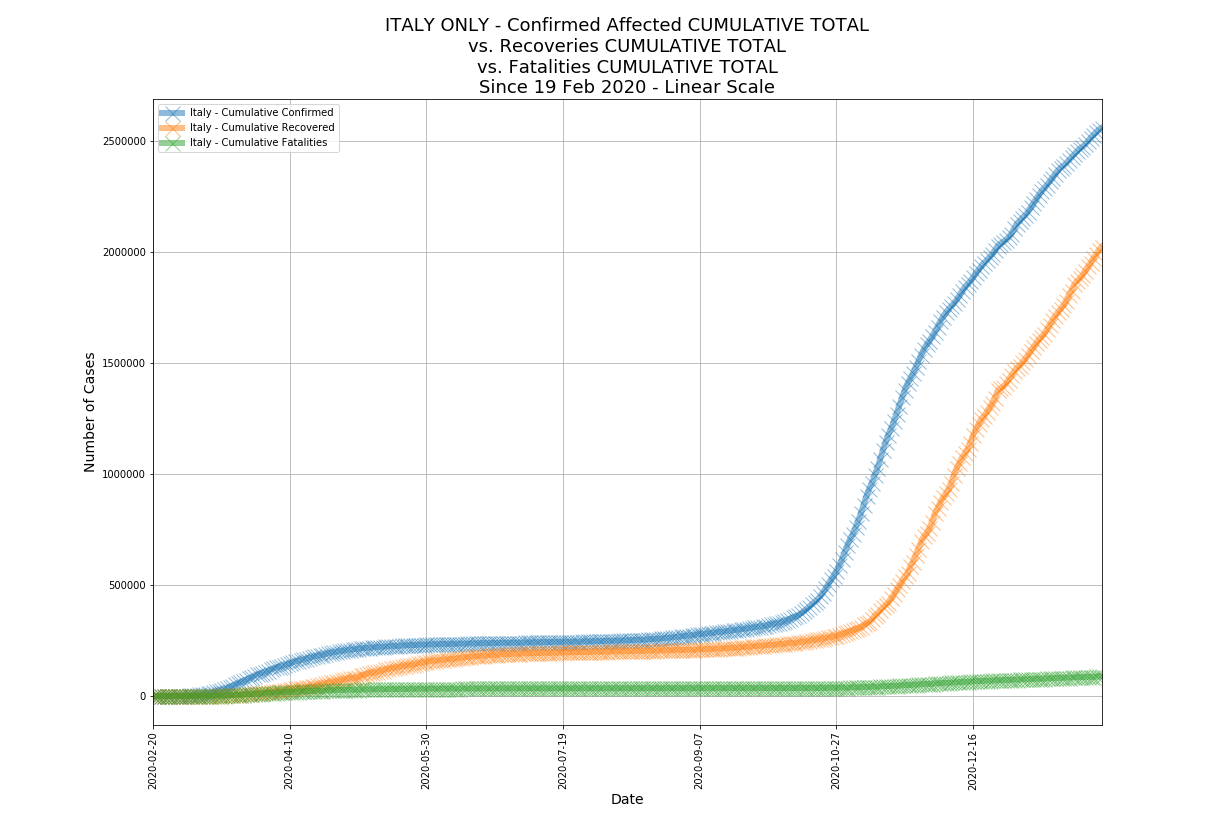 ITALY ONLY - Confirmed Affected CUMULATIVE TOTAL
vs. Recoveries CUMULATIVE TOTAL
vs. Fatalities CUMULATIVE TOTAL
Since 19 Feb 2020 - Linear Scale
Italy - Cumulative Confirmed
Italy - Cumulative Recovered
Italy - Cumulative Fatalities
Number of Cases
2500000
2000000
1500000
1000000
500000
0
2020-02-20
2020-04-10
2020-05-30
2020-07-19
2020-09-07
2020-10-27
2020-12-16
Date